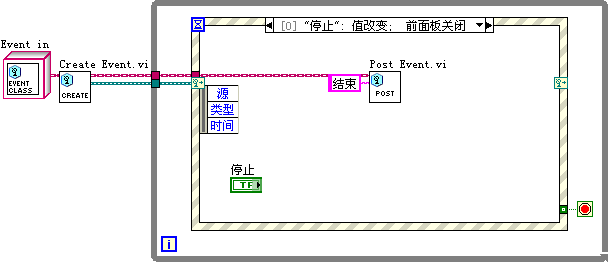 [0] "停止": 值改变; 前面板关闭
Event in
Create Event.vi
Post Event.vi
EVENT
CLASS
CREATE
结束
POST
源
类型
时间
停止
TF
i